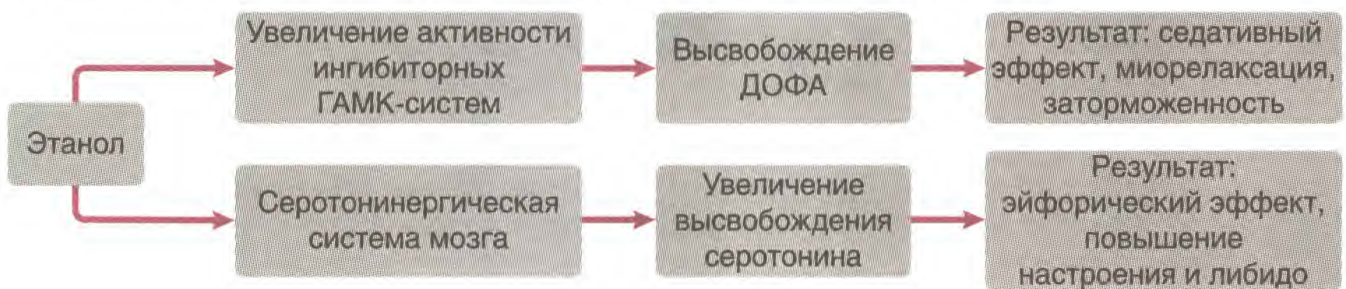 Этанол
Увеличение активности
ингибиторных
ГАМК-систем
Высвобождение
ДОФА
Результат: седативный
эффект, миорелаксация,
заторможенность
Серотонинергическая
система мозга
Увеличение
высвобождения
серотонина
Результат:
эйфорический эффект,
повышение
настроения и либидо